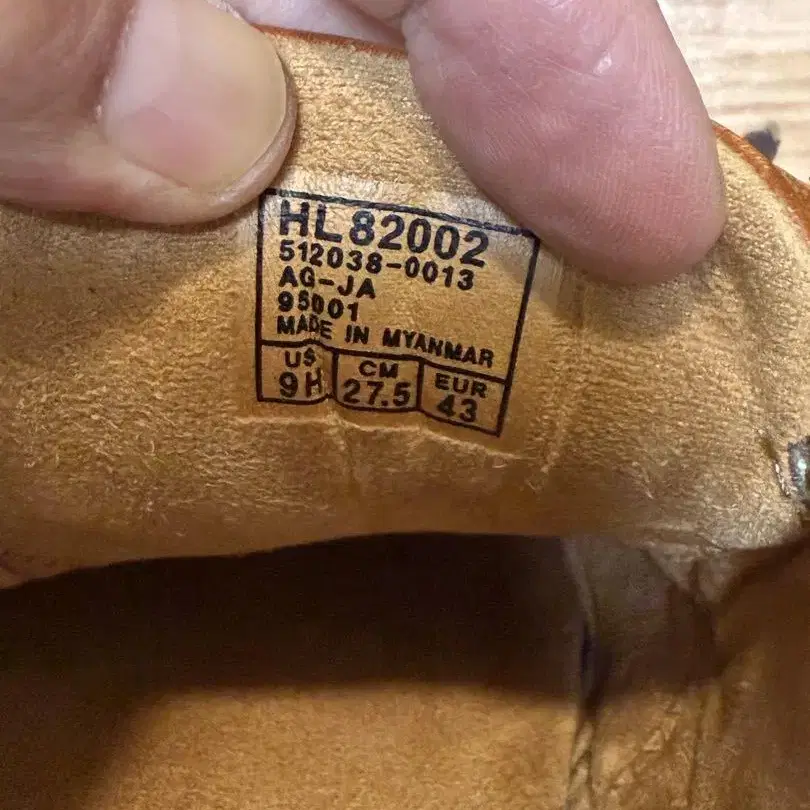 HL82002
512038-0013
AG-JA
95001
MADE IN MYANMAR
US CM EUR
9H 27.5 43